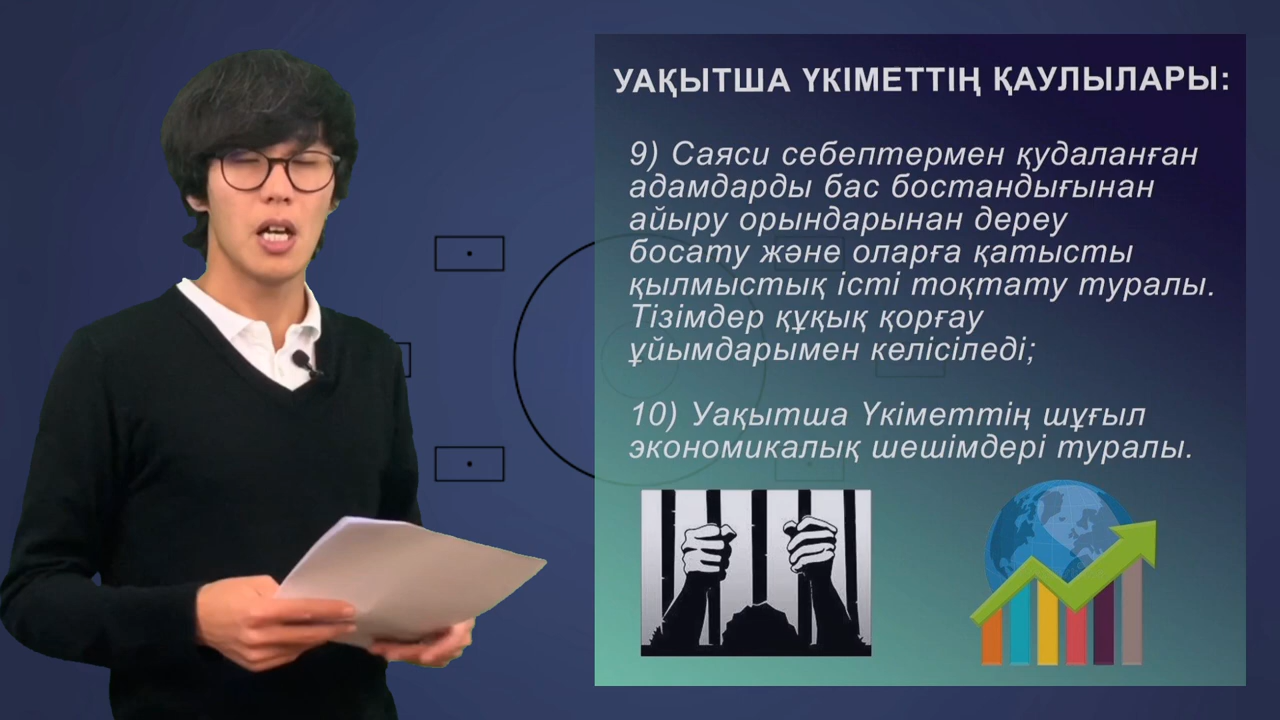 УАҚЫТША ҮКІМЕТТІҢ ҚАУЛЫЛАРЫ:
9) Саяси себептермен қудаланған
адамдарды бас бостандығынан
айыру орындарынан дереу
босату және оларға қатысты
қылмыстық істі тоқтату туралы.
Тізімдер құқық қорғау
ұйымдарымен келісіледі;
10) Уақытша Үкіметтің шұғыл
экономикалық шешімдері туралы.